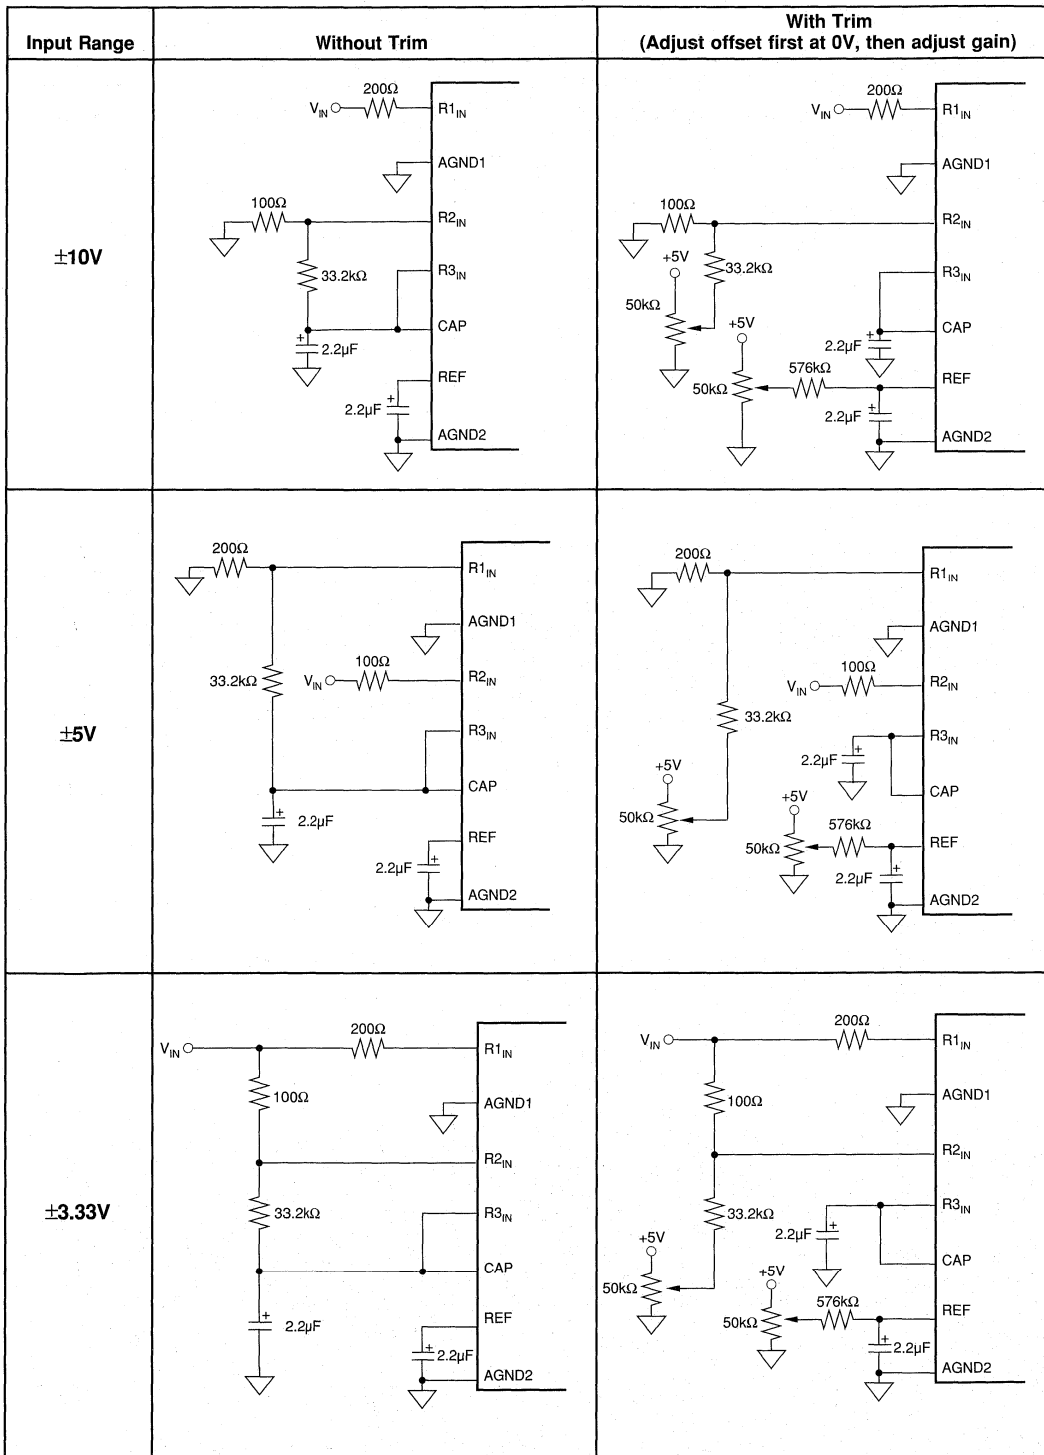 Input Range
Without Trim
With Trim
(Adjust offset first at 0V, then adjust gain)
±10V
200Ω
V_IN
R1_IN
AGND1
100Ω
R2_IN
33.2kΩ
R3_IN
CAP
+
2.2µF
REF
+
2.2µF
AGND2
200Ω
V_IN
R1_IN
AGND1
100Ω
R2_IN
+5V
33.2kΩ
R3_IN
50kΩ
+5V
CAP
+
2.2µF
576kΩ
REF
50kΩ
+
2.2µF
AGND2
±5V
200Ω
R1_IN
AGND1
100Ω
33.2kΩ
V_IN
R2_IN
R3_IN
CAP
+
2.2µF
REF
+
2.2µF
AGND2
200Ω
R1_IN
AGND1
100Ω
V_IN
R2_IN
33.2kΩ
R3_IN
+
2.2µF
+5V
CAP
50kΩ
+5V
576kΩ
REF
50kΩ
+
2.2µF
AGND2
±3.33V
200Ω
V_IN
R1_IN
100Ω
AGND1
R2_IN
33.2kΩ
R3_IN
CAP
+
2.2µF
REF
+
2.2µF
AGND2
200Ω
V_IN
R1_IN
100Ω
AGND1
R2_IN
33.2kΩ
R3_IN
+
2.2µF
+5V
CAP
50kΩ
+5V
576kΩ
REF
50kΩ
+
2.2µF
AGND2